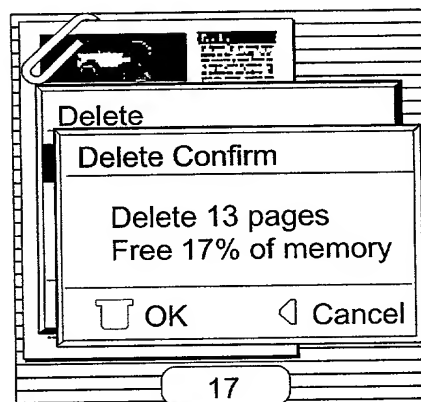 Delete
Delete Confirm
Delete 13 pages
Free 17% of memory
OK Cancel
17